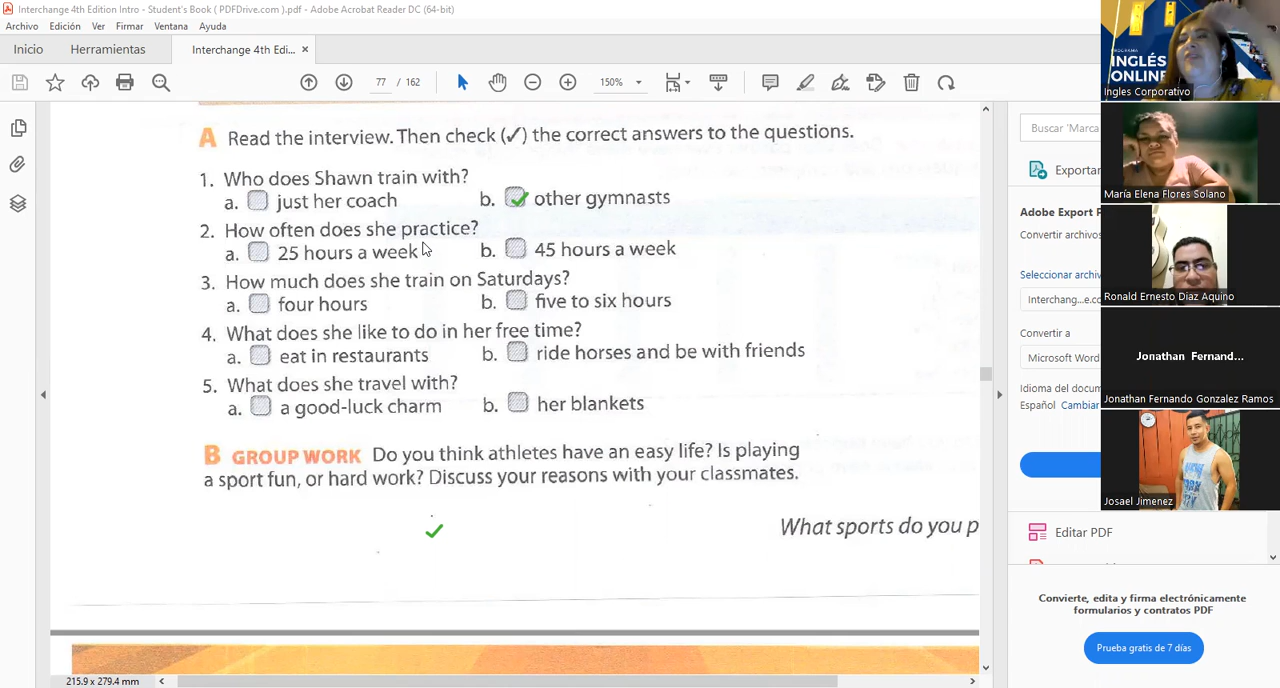 Interchange 4th Edition Intro - Student's Book ( PDFDrive.com ).pdf - Adobe Acrobat Reader DC (64-bit)
Archivo Edición Ver Firmar Ventana Ayuda
Inicio Herramientas Interchange 4th Edi... ×
77 / 162 150%
A Read the interview. Then check (✓) the correct answers to the questions.
1. Who does Shawn train with?
a. just her coach b. other gymnasts
2. How often does she practice?
a. 25 hours a week b. 45 hours a week
3. How much does she train on Saturdays?
a. four hours b. five to six hours
4. What does she like to do in her free time?
a. eat in restaurants b. ride horses and be with friends
5. What does she travel with?
a. a good-luck charm b. her blankets
B GROUP WORK Do you think athletes have an easy life? Is playing
a sport fun, or hard work? Discuss your reasons with your classmates.
What sports do you p
215.9 x 279.4 mm
Buscar 'Marca
Exportar
Adobe Export P
Convertir archivos
Seleccionar archiv
Interchang...e.co
Convertir a
Microsoft Word
Idioma del docum
Español Cambiar
Editar PDF
Convierte, edita y firma electrónicamente
formularios y contratos PDF
Prueba gratis de 7 días
PROGRAMA
INGLÉS
ONLINE
Ingles Corporativo
María Elena Flores Solano
Ronald Ernesto Diaz Aquino
Jonathan Fernand...
Jonathan Fernando Gonzalez Ramos
Josael Jimenez